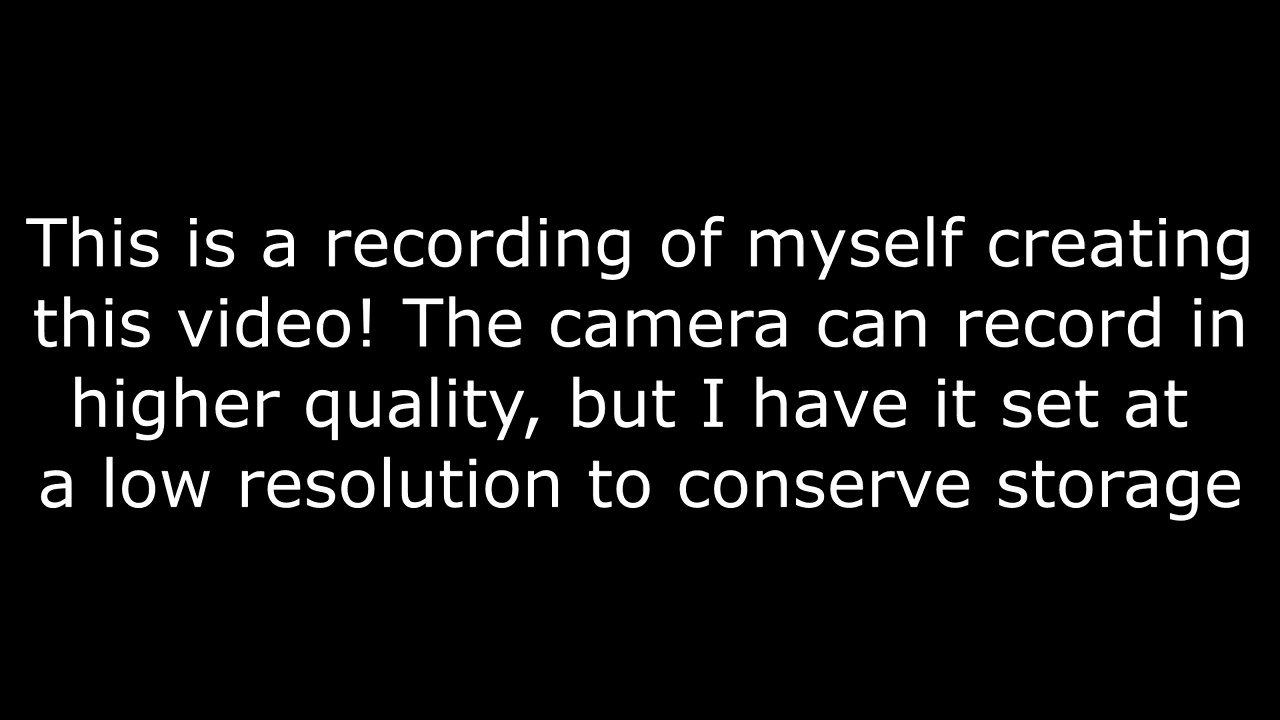 This is a recording of myself creating
this video! The camera can record in
higher quality, but I have it set at
a low resolution to conserve storage